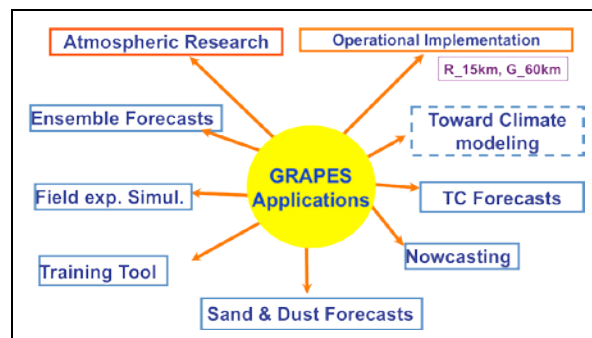 Atmospheric Research
Operational Implementation
R_15km, G_60km
Ensemble Forecasts
Toward Climate
modeling
GRAPES
Applications
Field exp. Simul.
TC Forecasts
Training Tool
Nowcasting
Sand & Dust Forecasts